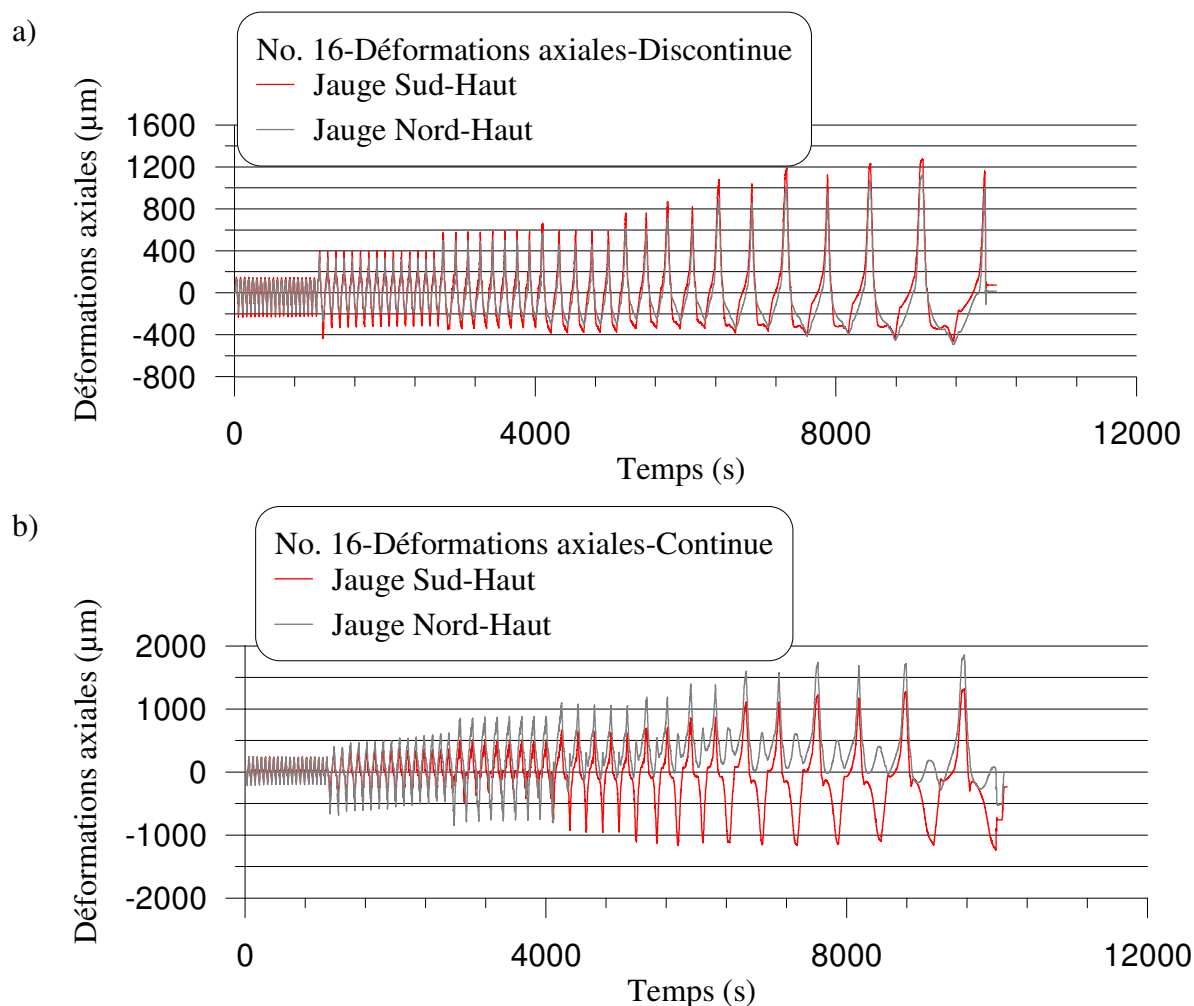 a)
No. 16-Déformations axiales-Discontinue
Jauge Sud-Haut
Jauge Nord-Haut
Déformations axiales (µm)
1600
1200
800
400
0
-400
-800
0 4000 8000 12000
Temps (s)
b)
No. 16-Déformations axiales-Continue
Jauge Sud-Haut
Jauge Nord-Haut
Déformations axiales (µm)
2000
1000
0
-1000
-2000
0 4000 8000 12000
Temps (s)